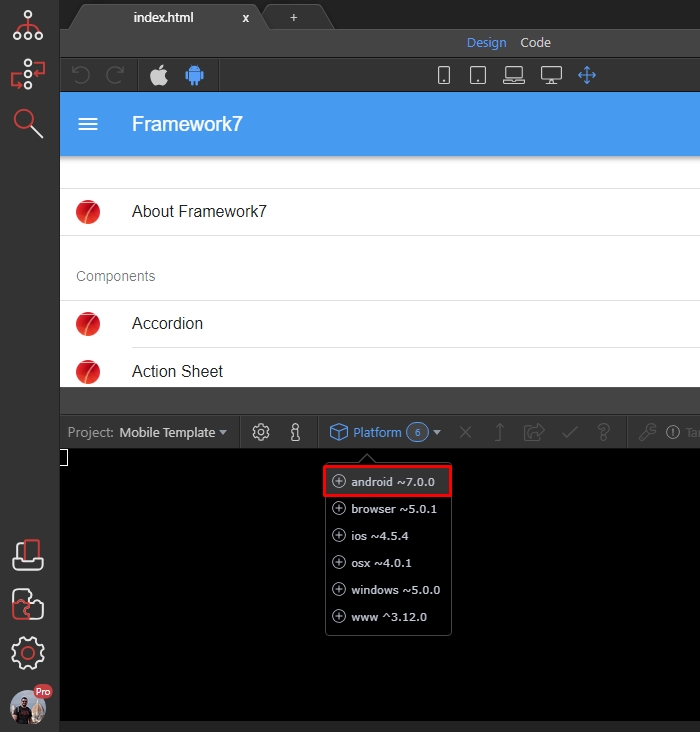 index.html x +
Design Code
Framework7
About Framework7
Components
Accordion
Action Sheet
Project: Mobile Template Platform 6
android ~7.0.0
browser ~5.0.1
ios ~4.5.4
osx ~4.0.1
windows ~5.0.0
www ^3.12.0
Pro